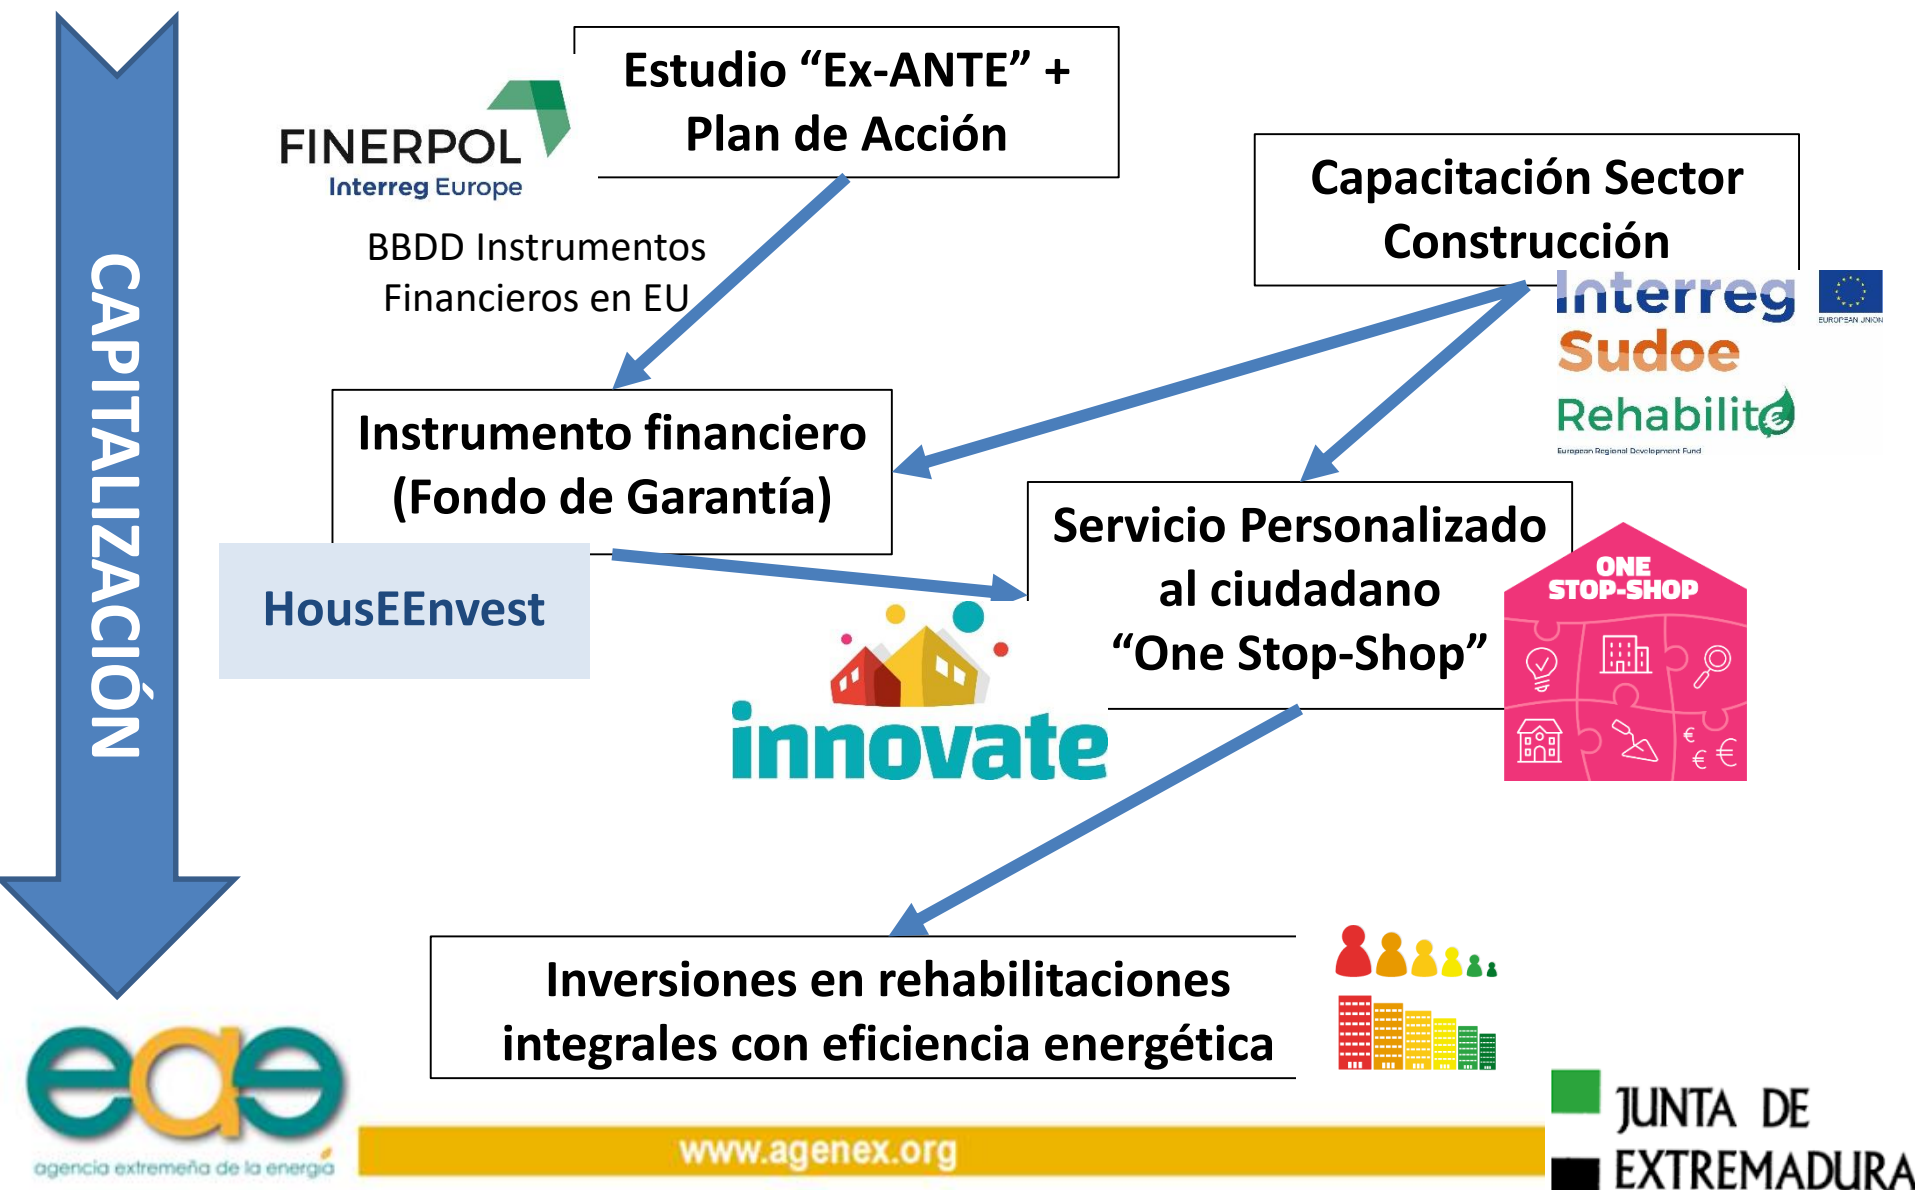 CAPITALIZACIÓN
Estudio “Ex-ANTE” +
Plan de Acción
FINERPOL
Interreg Europe
BBDD Instrumentos
Financieros en EU
Capacitación Sector
Construcción
Interreg
EUROPEAN UNION
Sudoe
Rehabilite
European Regional Development Fund
Instrumento financiero
(Fondo de Garantía)
HousEEnvest
Servicio Personalizado
al ciudadano
“One Stop-Shop”
ONE
STOP-SHOP
€
€ €
innovate
Inversiones en rehabilitaciones
integrales con eficiencia energética
eae
agencia extremeña de la energía
www.agenex.org
JUNTA DE
EXTREMADURA